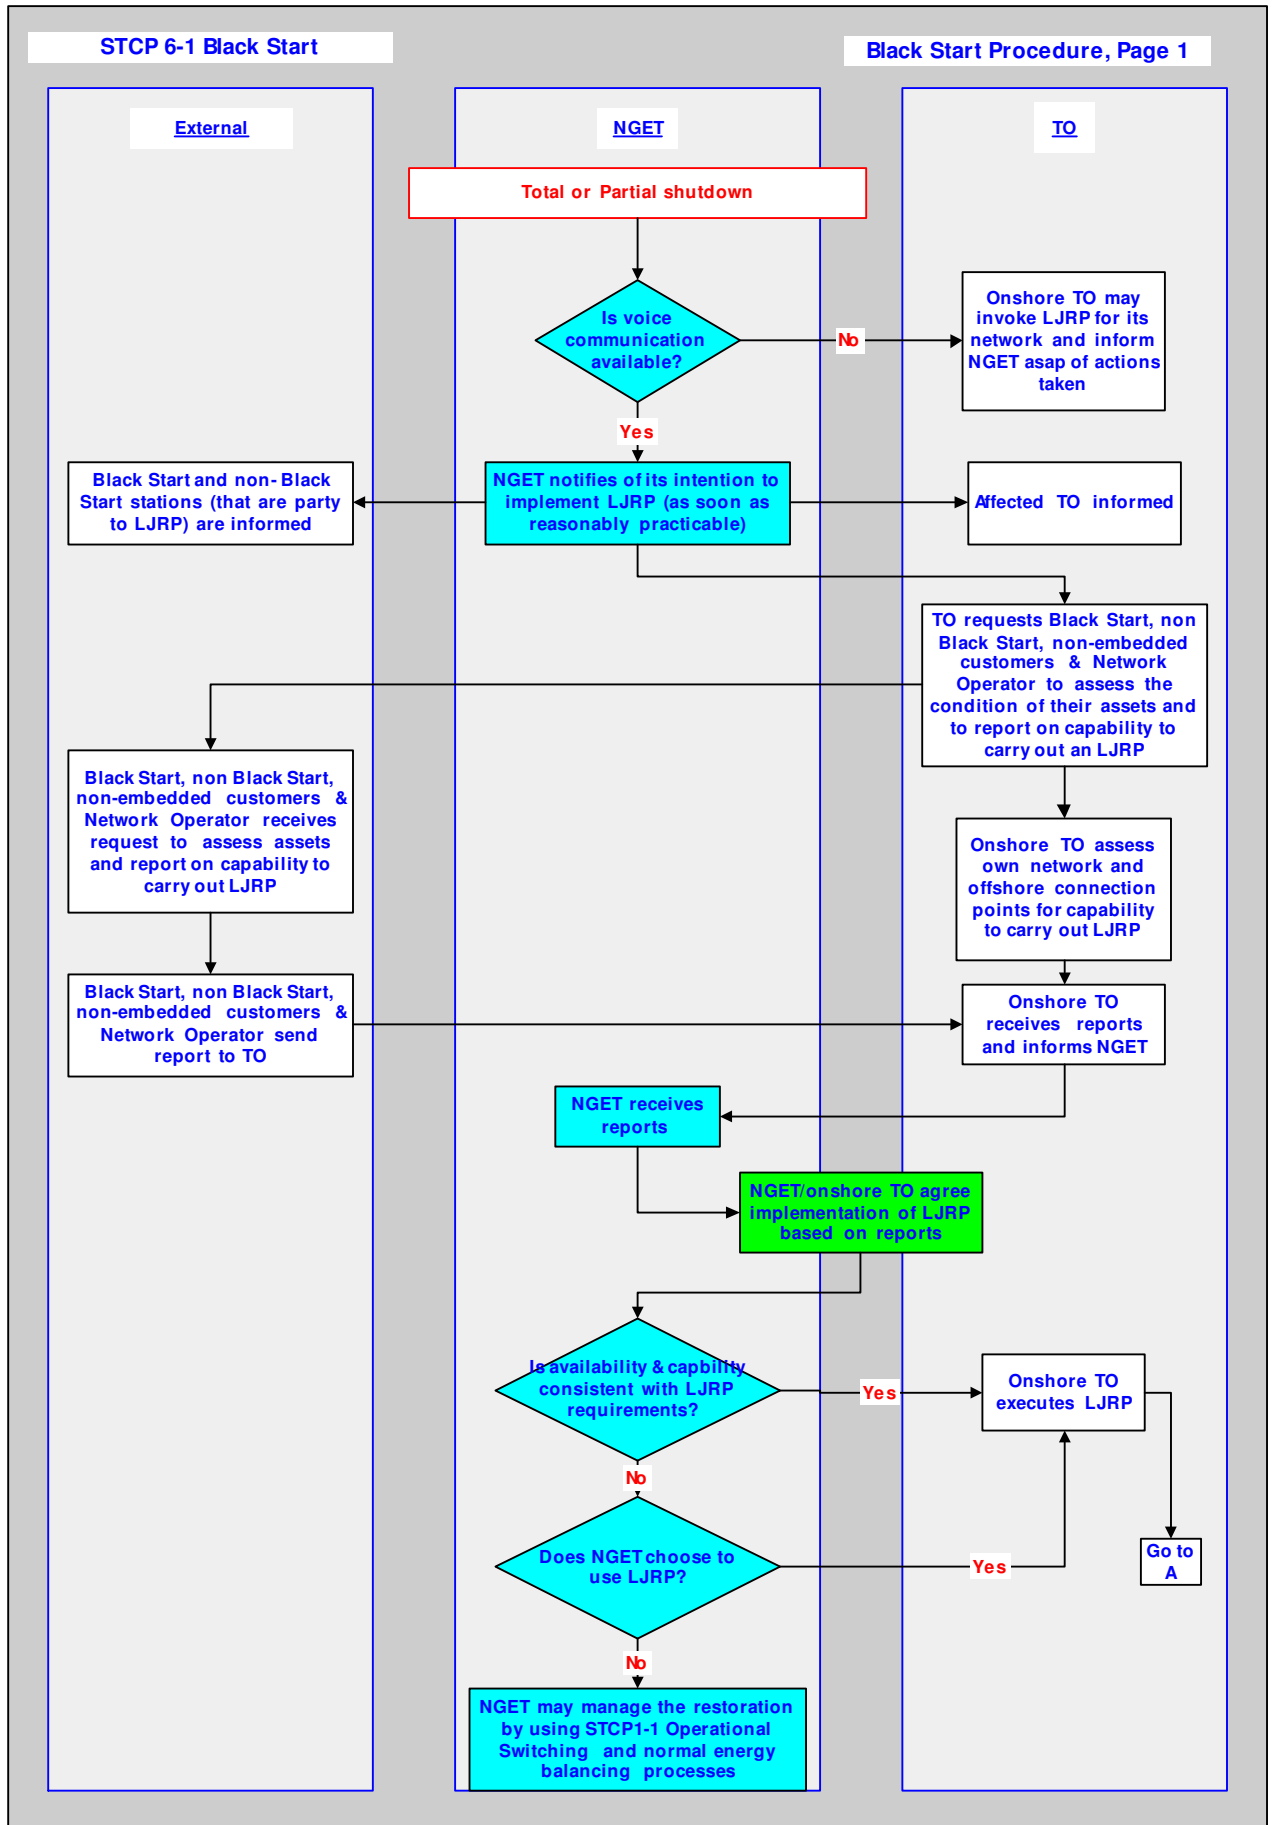 STCP 6-1 Black Start
Black Start Procedure, Page 1
External
NGET
TO
Total or Partial shutdown
Is voice
communication
available?
No
Onshore TO may
invoke LJRP for its
network and inform
NGET asap of actions
taken
Yes
Black Start and non-Black
Start stations (that are party
to LJRP) are informed
NGET notifies of its intention to
implement LJRP (as soon as
reasonably practicable)
Affected TO informed
TO requests Black Start, non
Black Start, non-embedded
customers & Network
Operator to assess the
condition of their assets and
to report on capability to
carry out an LJRP
Black Start, non Black Start,
non-embedded customers &
Network Operator receives
request to assess assets
and report on capability to
carry out LJRP
Onshore TO assess
own network and
offshore connection
points for capability
to carry out LJRP
Black Start, non Black Start,
non-embedded customers &
Network Operator send
report to TO
Onshore TO
receives reports
and informs NGET
NGET receives
reports
NGET/onshore TO agree
implementation of LJRP
based on reports
Is availability & capbility
consistent with LJRP
requirements?
Yes
Onshore TO
executes LJRP
No
Does NGET choose to
use LJRP?
Yes
Go to
A
No
NGET may manage the restoration
by using STCP1-1 Operational
Switching and normal energy
balancing processes